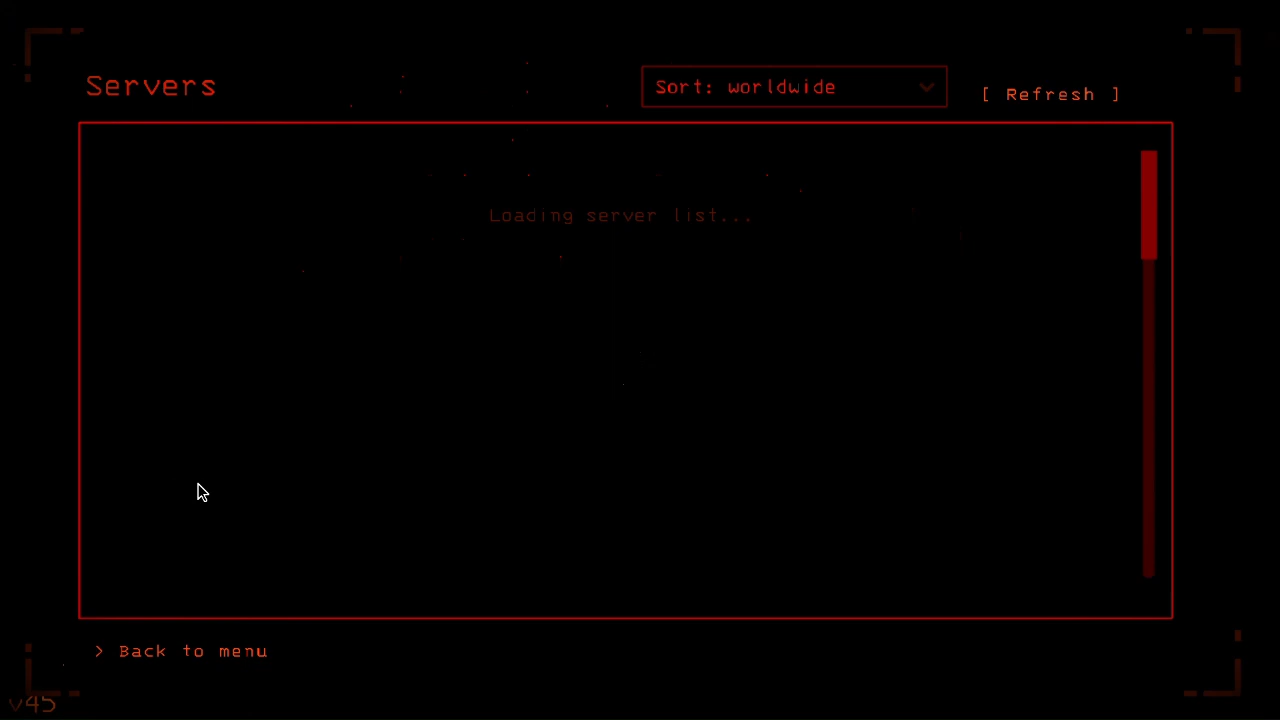 Servers
Sort: worldwide
[ Refresh ]
Loading server list...
> Back to menu
v45